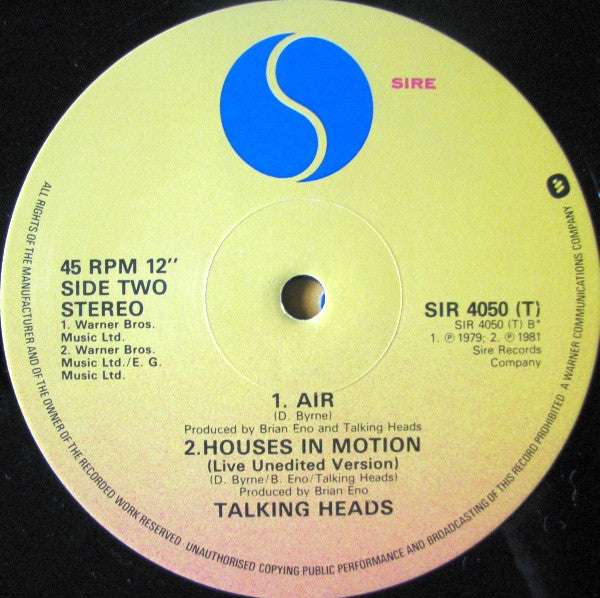 SIRE
45 RPM 12"
SIDE TWO
STEREO
1. Warner Bros.
Music Ltd.
2. Warner Bros.
Music Ltd./E. G.
Music Ltd.
SIR 4050 (T)
SIR 4050 (T) B*
1. ℗ 1979; 2. ℗ 1981
Sire Records
Company
1. AIR
(D. Byrne)
Produced by Brian Eno and Talking Heads
2.HOUSES IN MOTION
(Live Unedited Version)
(D. Byrne/B. Eno/Talking Heads)
Produced by Brian Eno
TALKING HEADS
ALL RIGHTS OF THE MANUFACTURER AND OF THE OWNER OF THE RECORDED WORK RESERVED UNAUTHORISED COPYING PUBLIC PERFORMANCE AND BROADCASTING OF THIS RECORD PROHIBITED A WARNER COMMUNICATIONS COMPANY